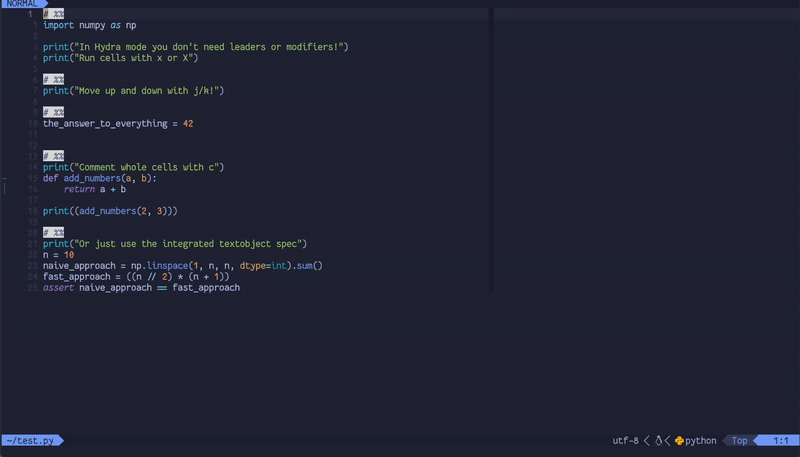 NORMAL
1 # %%
1 import numpy as np
2
3 print("In Hydra mode you don't need leaders or modifiers!")
4 print("Run cells with x or X")
5
6 # %%
7 print("Move up and down with j/k!")
8
9 # %%
10 the_answer_to_everything = 42
11
12
13 # %%
14 print("Comment whole cells with c")
15 def add_numbers(a, b):
16     return a + b
17
18 print((add_numbers(2, 3)))
19
20 # %%
21 print("Or just use the integrated textobject spec")
22 n = 10
23 naive_approach = np.linspace(1, n, n, dtype=int).sum()
24 fast_approach = ((n // 2) * (n + 1))
25 assert naive_approach == fast_approach
~/test.py utf-8 python Top 1:1